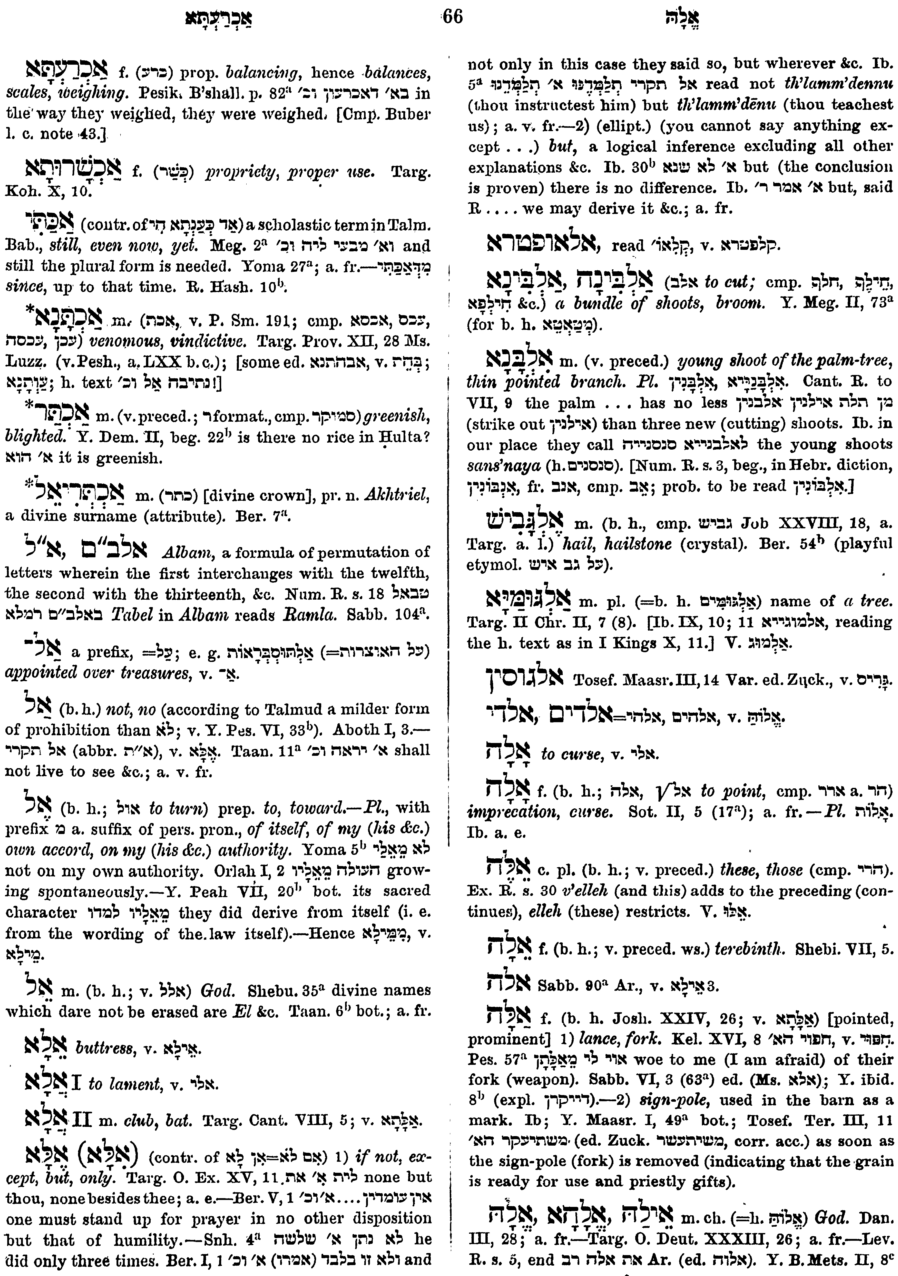 אֲכְרַעְתָּא 66 אֱלָהּ
אַכְרַעְתָּא f. (כרע) prop. balancing, hence balances,
scales, weighing. Pesik. B'shall. p. 82ᵃ בא' דאכרעון וכ' in
the way they weighed, they were weighed. [Cmp. Buber
l. c. note 43.]
אַכְשָׁרוּתָא f. (כְּשַׁר) propriety, proper use. Targ.
Koh. X, 10.
אַכַּתִּי (contr. of אַד כְּעַנְתָּא הִי) a scholastic term in Talm.
Bab., still, even now, yet. Meg. 2ᵃ וא' מבעי ליה וכ' and
still the plural form is needed. Yoma 27ᵃ; a. fr.—מִדְּאַכַּתִּי
since, up to that time. R. Hash. 10ᵇ.
*אַכְתָּנָא m. (אכת, v. P. Sm. 191; cmp. אכסא, עכס,
עכן, עכסה) venomous, vindictive. Targ. Prov. XII, 28 Ms.
Luzz. (v. Pesh., a. LXX b. c.); [some ed. אבהתנא, v. בְּהֵת;
עַוְתָנָא; h. text נתיבה אל וכ'!]
*אַכְתָּר m. (v. preced.; ר format., cmp. סמויקר) greenish,
blighted. Y. Dem. II, beg. 22ᵇ is there no rice in Ḥulta?
א' הוא it is greenish.
*אַכְתְּרִיאֵל m. (כתר) [divine crown], pr. n. Akhtriel,
a divine surname (attribute). Ber. 7ᵃ.
אלב"ם, א"ל Albam, a formula of permutation of
letters wherein the first interchanges with the twelfth,
the second with the thirteenth, &c. Num. R. s. 18 טבאל
באלב"ם רמלא Tabel in Albam reads Ramla. Sabb. 104ᵃ.
אַל־ a prefix, =עַל; e. g. אַלְתּוּסְבְּרָאוֹת (=על האוצרות)
appointed over treasures, v. אַ־.
אַל (b. h.) not, no (according to Talmud a milder form
of prohibition than לֹא; v. Y. Pes. VI, 33ᵇ). Aboth I, 3.—
אל תקרי (abbr. א"ת), v. אֶלָּא. Taan. 11ᵃ א' יראה וכ' shall
not live to see &c.; a. v. fr.
אֶל (b. h.; אול to turn) prep. to, toward.—Pl., with
prefix מ a. suffix of pers. pron., of itself, of my (his &c.)
own accord, on my (his &c.) authority. Yoma 5ᵇ לא מֵאֵלַי
not on my own authority. Orlah I, 2 העולה מֵאֵלָיו grow-
ing spontaneously.—Y. Peah VII, 20ᵇ bot. its sacred
character מֵאֵלָיו למדו they did derive from itself (i. e.
from the wording of the law itself).—Hence מִמֵּילָא, v.
מֵילָא.
אֵל m. (b. h.; v. אלל) God. Shebu. 35ᵃ divine names
which dare not be erased are El &c. Taan. 6ᵇ bot.; a. fr.
אֵלָא buttress, v. אֵילָא.
אֲלָא I to lament, v. אלי.
אֲלָא II m. club, bat. Targ. Cant. VIII, 5; v. אַלְּתָא.
אֶלָּא (אִלָּא) (contr. of אִם לֹא=אִן לָא) 1) if not, ex-
cept, but, only. Targ. O. Ex. XV, 11 לית א' את none but
thou, none besides thee; a. e.—Ber. V, 1 אין עומדין....א' וכ'
one must stand up for prayer in no other disposition
but that of humility.—Snh. 4ᵃ לא נתן א' שלשה he
did only three times. Ber. I, 1 ולא זו בלבד (אמרו) א' וכ' and
not only in this case they said so, but wherever &c. Ib.
5ᵃ אל תקרי תְלַמְּדֵנּוּ א' תְלַמְּדֵנוּ read not th'lamm'dennu
(thou instructest him) but th'lamm'dēnu (thou teachest
us); a. v. fr.—2) (ellipt.) (you cannot say anything ex-
cept . . .) but, a logical inference excluding all other
explanations &c. Ib. 30ᵇ א' לא שנא but (the conclusion
is proven) there is no difference. Ib. א' אמר ר' but, said
R . . . . we may derive it &c.; a. fr.
אלאופטרא, read קְלֵאוֹ', v. קלפטרא.
אַלְבִּינָה, אַלְבִּינָא (אלב to cut; cmp. חלף, חִילֵּף,
חִילְפָא &c.) a bundle of shoots, broom. Y. Meg. II, 73ᵃ
(for b. h. מַטְאֲטֵא).
אַלְבָּנָא m. (v. preced.) young shoot of the palm-tree,
thin pointed branch. Pl. אַלְבָּנַיָּיא, אַלְבָּנִין. Cant. R. to
VII, 9 the palm . . . has no less מן תלת אילנין אלבנין
(strike out אילנין) than three new (cutting) shoots. Ib. in
our place they call לאלבנייא סנסנייה the young shoots
sans'naya (h. סנסנים). [Num. R. s. 3, beg., in Hebr. diction,
אַנְבּוֹנִין, fr. אנב, cmp. אֵב; prob. to be read אַלְבּוֹנִין.]
אֶלְגָּבִישׁ m. (b. h., cmp. גביש Job XXVIII, 18, a.
Targ. a. l.) hail, hailstone (crystal). Ber. 54ᵇ (playful
etymol. על גב איש).
אַלְגּוּמַיָּא m. pl. (=b. h. אַלְגּוּמִּים) name of a tree.
Targ. II Chr. II, 7 (8). [Ib. IX, 10; 11 אלמוגייא, reading
the h. text as in I Kings X, 11.] V. אַלְמוּג.
אלגוסין Tosef. Maasr. III, 14 Var. ed. Zuck., v. פָּרִיס.
אלדים, אלדי=אלהים, אלהי, v. אֱלוֹהַּ.
אָלָה to curse, v. אלי.
אָלָה f. (b. h.; אלה, √אל to point, cmp. ארר a. הר)
imprecation, curse. Sot. II, 5 (17ᵃ); a. fr.—Pl. אָלוֹת.
Ib. a. e.
אֵלֶּה c. pl. (b. h.; v. preced.) these, those (cmp. הרי).
Ex. R. s. 30 v'elleh (and this) adds to the preceding (con-
tinues), elleh (these) restricts. V. אֵלּוּ.
אֵלָה f. (b. h.; v. preced. ws.) terebinth. Shebi. VII, 5.
אלה Sabb. 90ᵃ Ar., v. אֵילָא 3.
אַלָּה f. (b. h. Josh. XXIV, 26; v. אַלְּתָא) [pointed,
prominent] 1) lance, fork. Kel. XVI, 8 חפוי הא', v. חִפּוּי.
Pes. 57ᵃ אוי לי מֵאַלָּתָן woe to me (I am afraid) of their
fork (weapon). Sabb. VI, 3 (63ᵃ) ed. (Ms. אלא); Y. ibid.
8ᵇ (expl. דייקרן).—2) sign-pole, used in the barn as a
mark. Ib; Y. Maasr. I, 49ᵃ bot.; Tosef. Ter. III, 11
משתיעקר הא' (ed. Zuck. משיתעשר, corr. acc.) as soon as
the sign-pole (fork) is removed (indicating that the grain
is ready for use and priestly gifts).
אֱלָהּ, אֱלָהָא, אִילָה m. ch. (=h. אֱלוֹהַּ) God. Dan.
III, 28; a. fr.—Targ. O. Deut. XXXIII, 26; a. fr.—Lev.
R. s. 5, end את אלה רב Ar. (ed. אלוה). Y. B. Mets. II, 8ᶜ